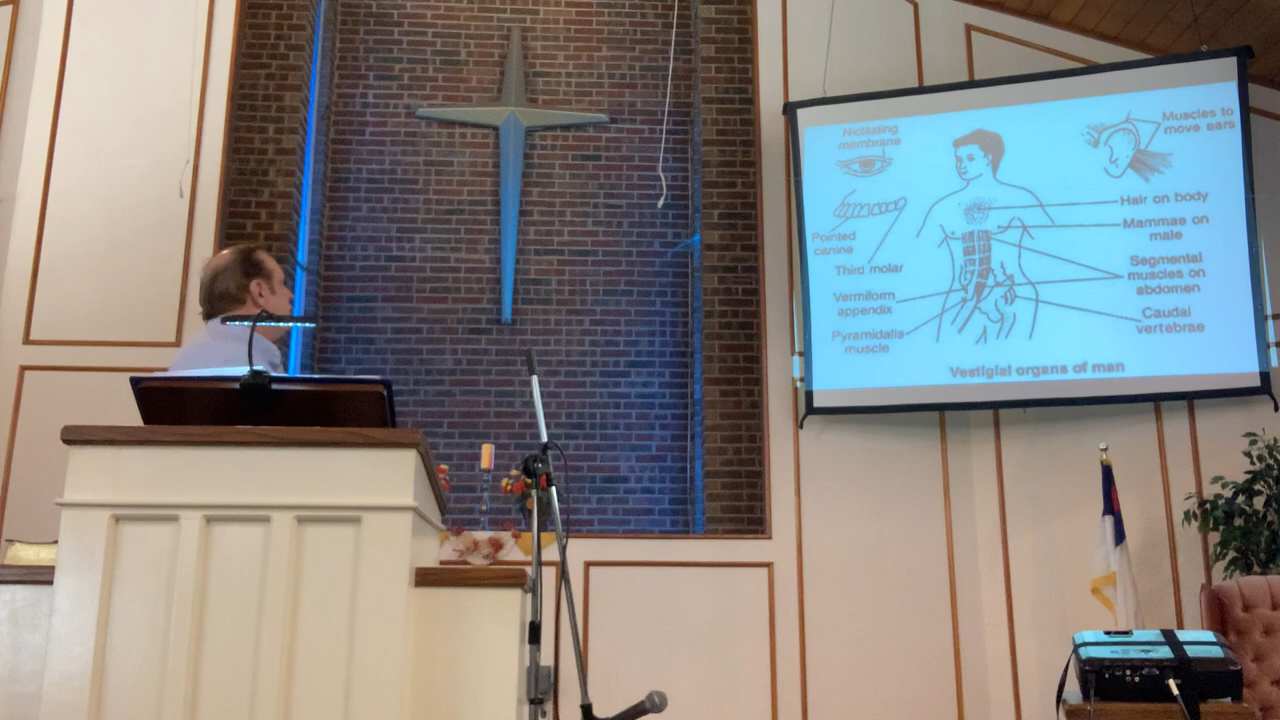 Nictitating
membrane
Muscles to
move ears
Pointed
canine
Third molar
Hair on body
Mammae on
male
Segmental
muscles on
abdomen
Vermiform
appendix
Pyramidalis
muscle
Caudal
vertebrae
Vestigial organs of man